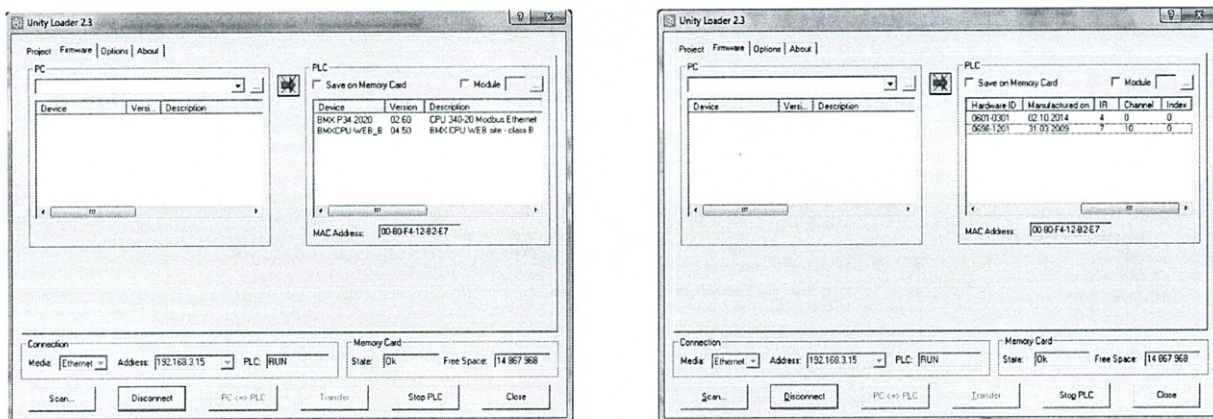 Unity Loader 2.3
Project Firmware Options About
PC
PLC
Save on Memory Card Module ...
Device Versi... Description
Device Version Description
BMX P34 2020 02.60 CPU 340-20 Modbus Ethernet
BMXCPU WEB_B 04.50 BMX CPU WEB site - class B
MAC Address: 00-80-F4-12-B2-E7
Connection
Memory Card
Media: Ethernet Address: 192.168.3.15 PLC: RUN State: Ok Free Space: 14 867 968
Scan... Disconnect PC <=> PLC Transfer Stop PLC Close
Unity Loader 2.3
Project Firmware Options About
PC
PLC
Save on Memory Card Module ...
Device Versi... Description
Hardware ID Manufactured on IR Channel Index
0601-0301 02.10.2014 4 0 0
0696-1201 31.03.2009 7 10 0
MAC Address: 00-80-F4-12-B2-E7
Connection
Memory Card
Media: Ethernet Address: 192.168.3.15 PLC: RUN State: Ok Free Space: 14 867 968
Scan... Disconnect PC <=> PLC Transfer Stop PLC Close